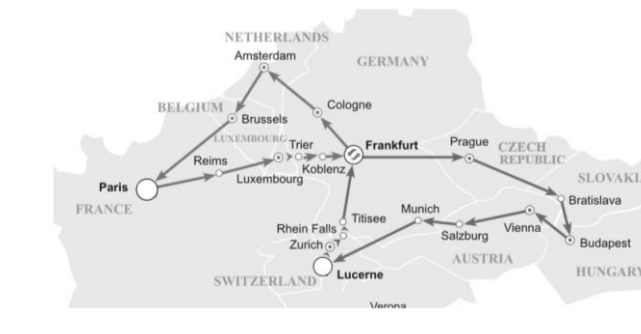 NETHERLANDS
Amsterdam
GERMANY
BELGIUM
Brussels
Cologne
LUXEMBOURG
Trier
Frankfurt
Prague
CZECH
REPUBLIC
Reims
Luxembourg
Koblenz
SLOVAKI
Paris
FRANCE
Bratislava
Titisee
Munich
Rhein Falls
Zurich
Salzburg
Vienna
Budapest
SWITZERLAND
Lucerne
AUSTRIA
HUNGARY
Verona